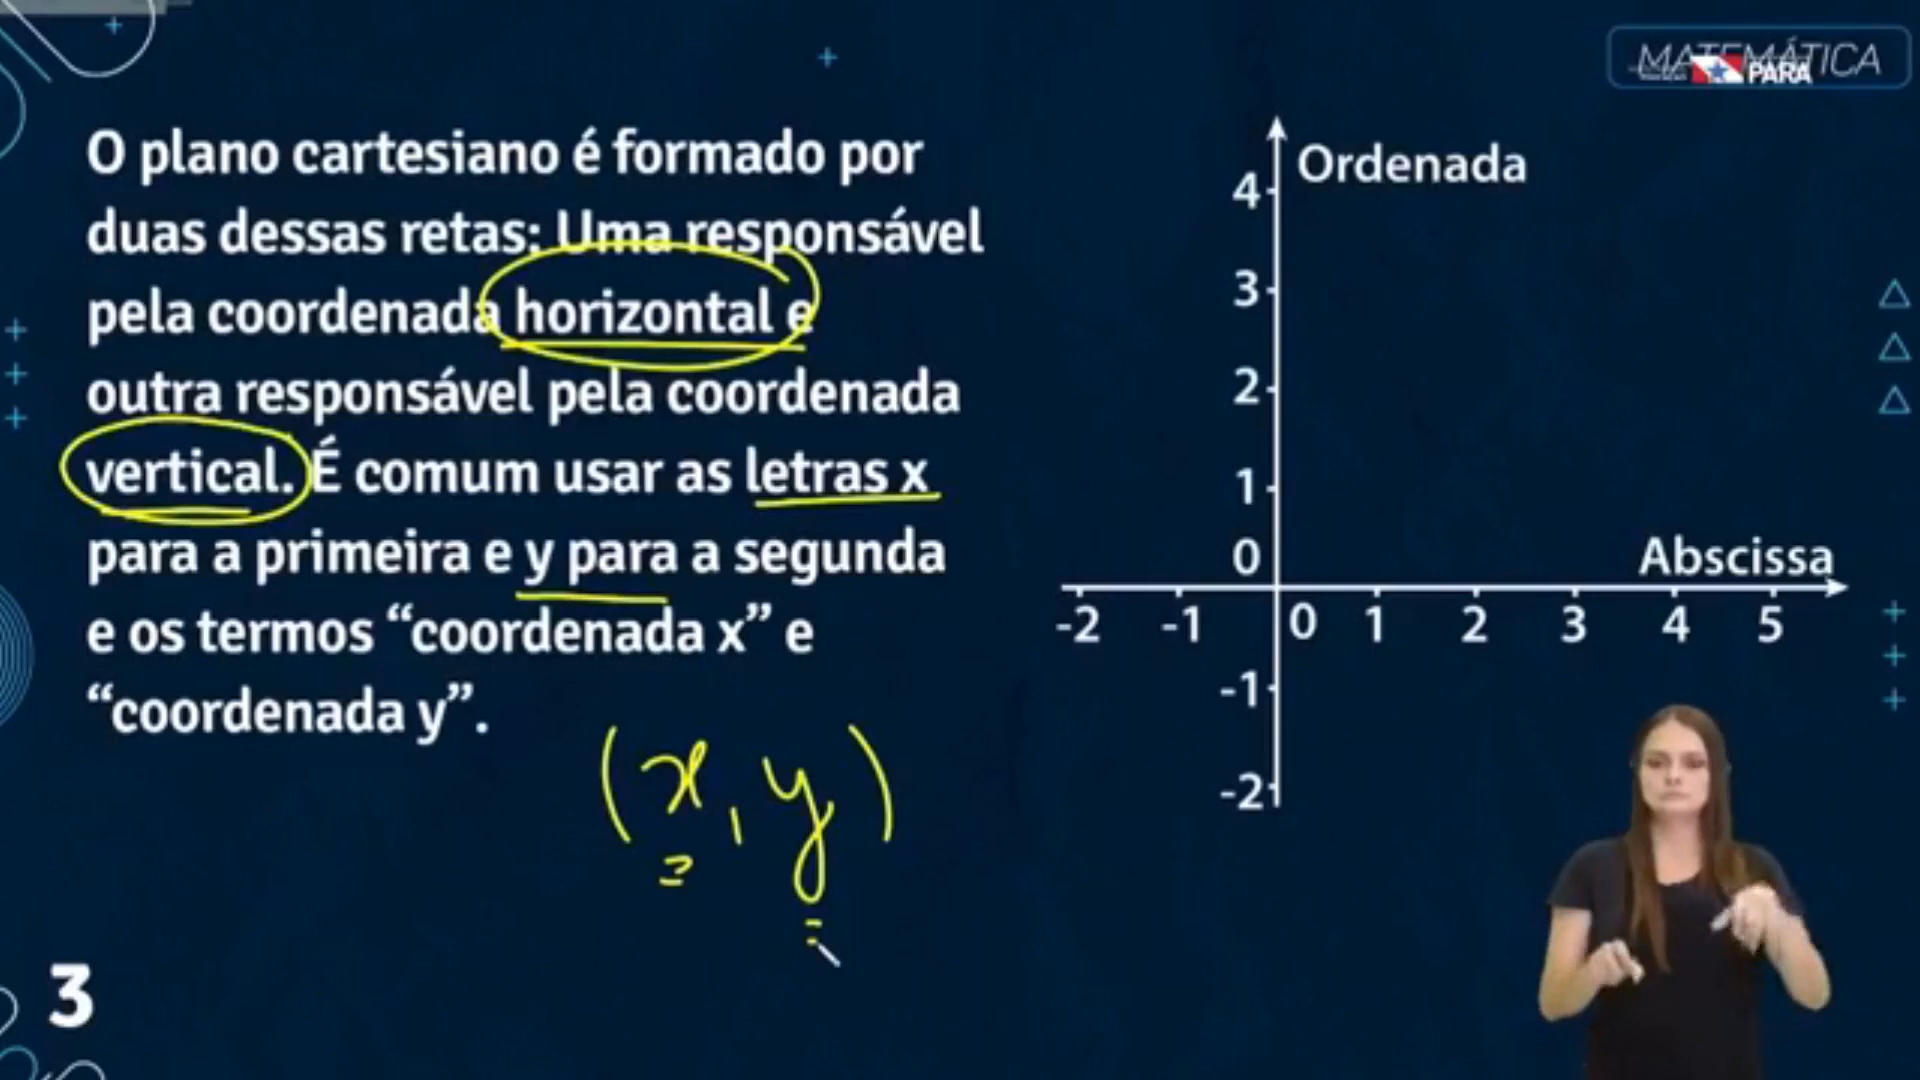 MATEMÁTICA
PARÁ
O plano cartesiano é formado por
duas dessas retas: Uma responsável
pela coordenada horizontal e
outra responsável pela coordenada
vertical. É comum usar as letras x
para a primeira e y para a segunda
e os termos “coordenada x” e
“coordenada y”.
(x, y)
Ordenada
4
3
2
1
0
Abscissa
-2 -1 0 1 2 3 4 5
-1
-2
3